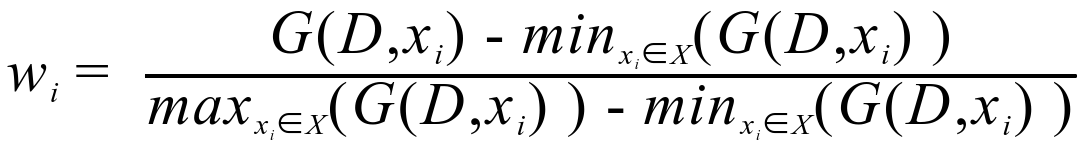 G(D,x_i) - min_{x_i∈X}(G(D,x_i) )
w_i =
max_{x_i∈X}(G(D,x_i) ) - min_{x_i∈X}(G(D,x_i) )